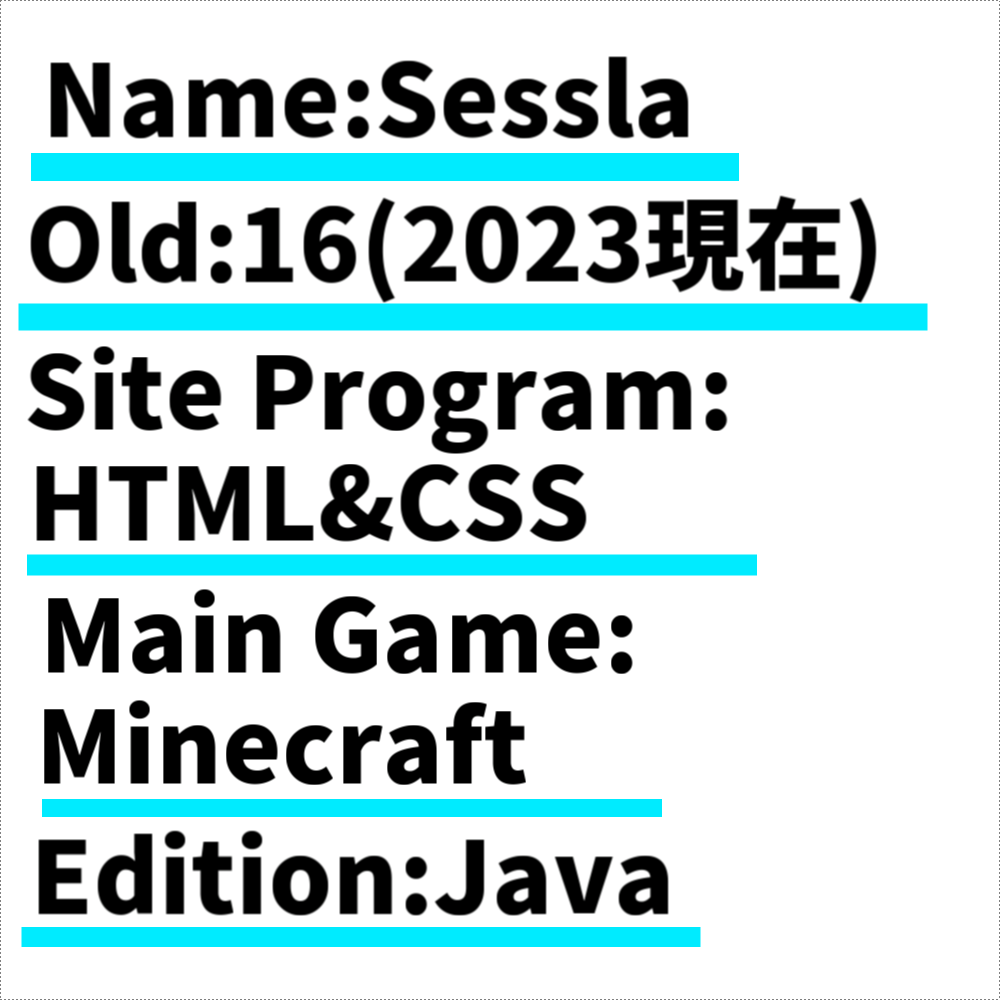 Name:Sessla
Old:16(2023現在)
Site Program:
HTML&CSS
Main Game:
Minecraft
Edition:Java